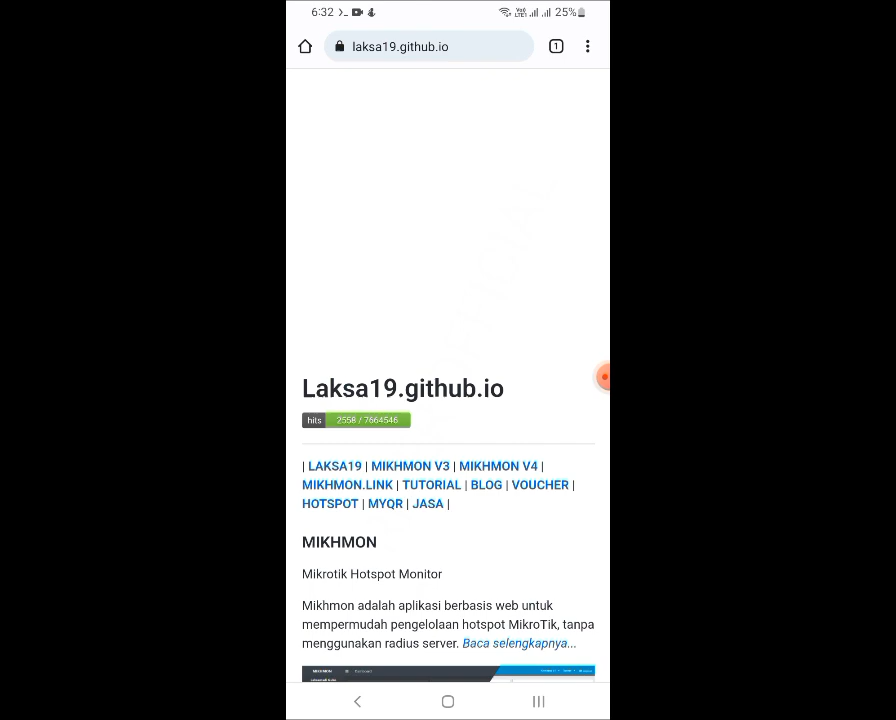 6:32 25%
laksa19.github.io 1
Laksa19.github.io
hits 2558 / 7664546
| LAKSA19 | MIKHMON V3 | MIKHMON V4 |
MIKHMON.LINK | TUTORIAL | BLOG | VOUCHER |
HOTSPOT | MYQR | JASA |
MIKHMON
Mikrotik Hotspot Monitor
Mikhmon adalah aplikasi berbasis web untuk
mempermudah pengelolaan hotspot MikroTik, tanpa
menggunakan radius server. Baca selengkapnya...
MIKHMON Dashboard